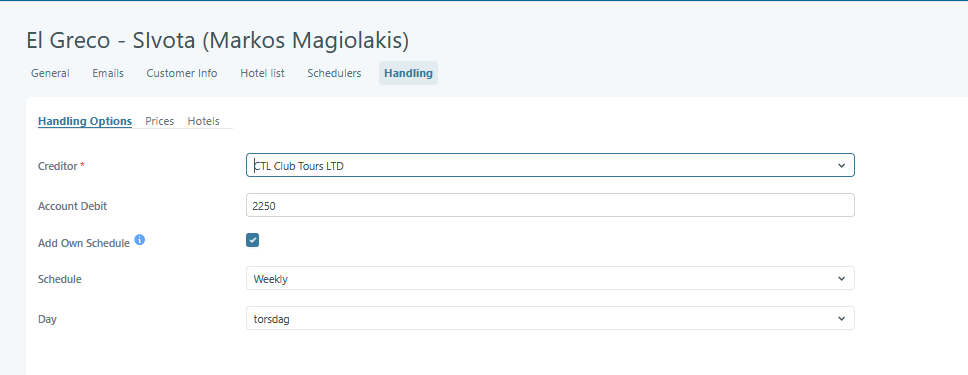 El Greco - SIvota (Markos Magiolakis)
General Emails Customer Info Hotel list Schedulers Handling
Handling Options Prices Hotels
Creditor * CTL Club Tours LTD
Account Debit 2250
Add Own Schedule i
Schedule Weekly
Day torsdag